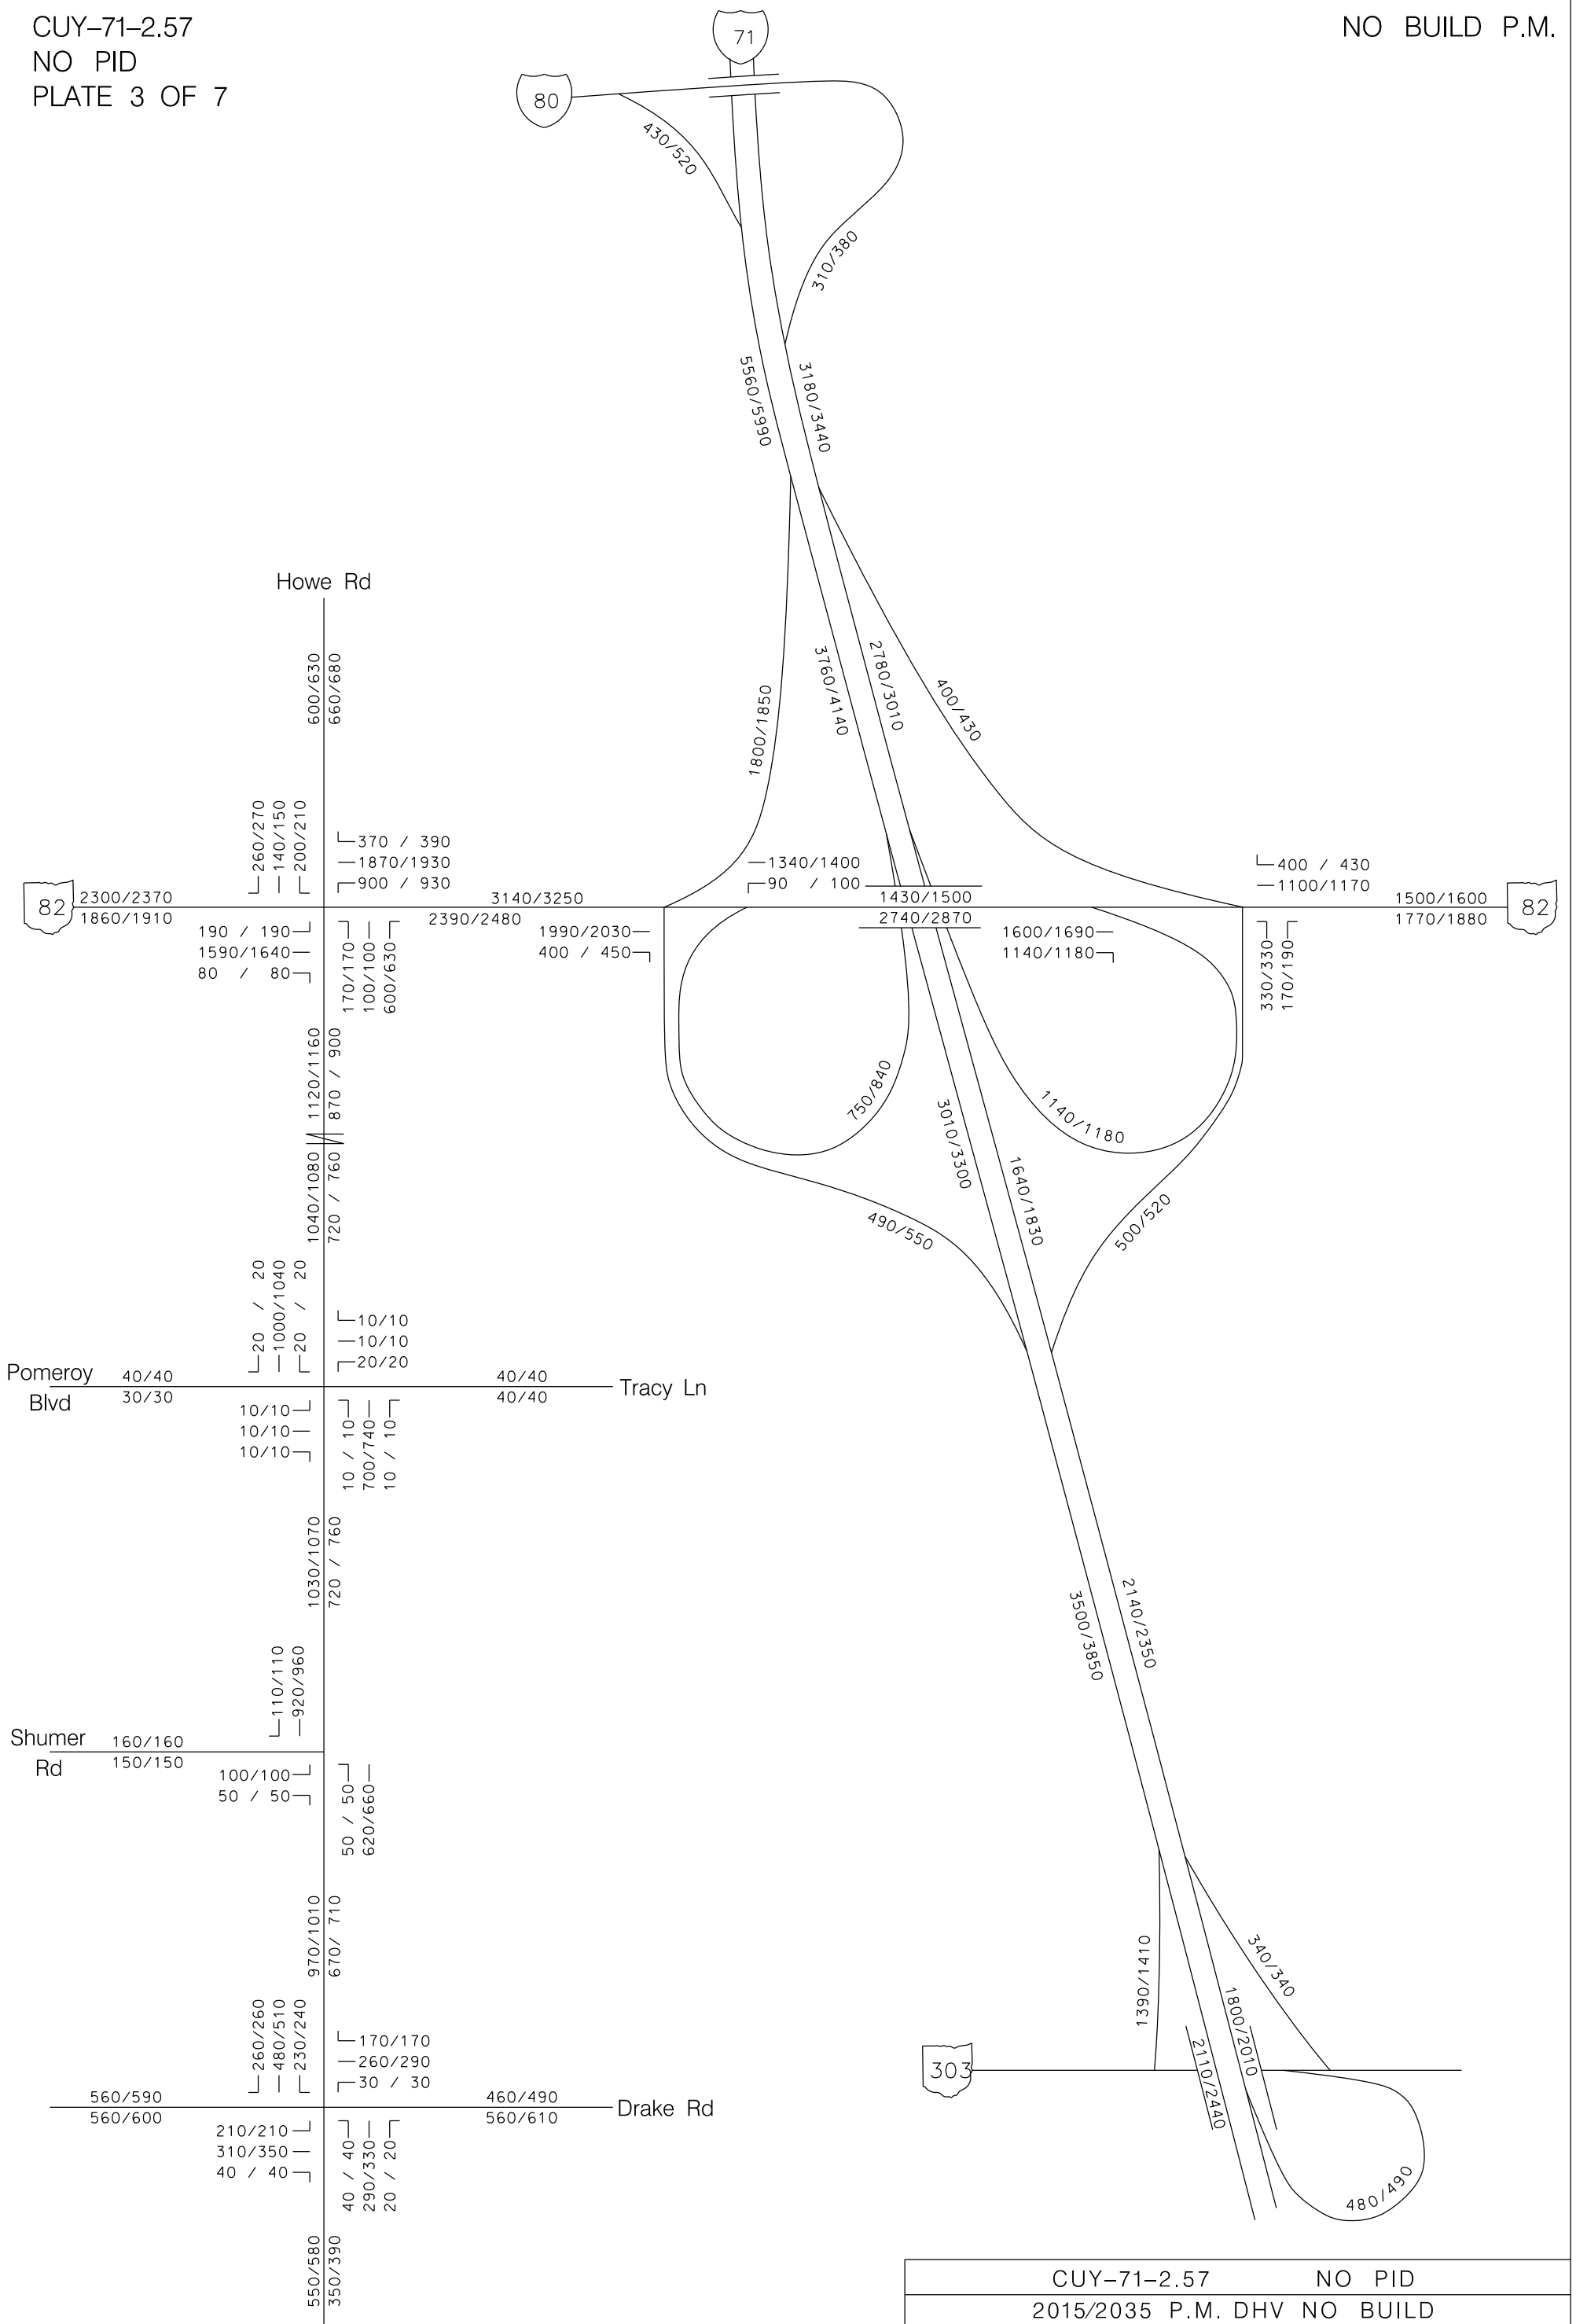 CUY–71–2.57
NO PID
PLATE 3 OF 7
NO BUILD P.M.
71
80
430/520
310/380
5560/5990
3180/3440
Howe Rd
600/630
660/680
3760/4140
2780/3010
400/430
1800/1850
260/270
140/150
200/210
370 / 390
1870/1930
900 / 930
1340/1400
90 / 100
400 / 430
1100/1170
82
2300/2370
1860/1910
3140/3250
2390/2480
1430/1500
2740/2870
1500/1600
1770/1880
82
190 / 190
1590/1640
80 / 80
170/170
100/100
600/630
1990/2030
400 / 450
1600/1690
1140/1180
330/330
170/190
1120/1160
870 / 900
750/840
3010/3300
1140/1180
1040/1080
720 / 760
1640/1830
490/550
500/520
20 / 20
1000/1040
20 / 20
10/10
10/10
20/20
Pomeroy
Blvd
40/40
30/30
40/40
40/40
Tracy Ln
10/10
10/10
10/10
10 / 10
700/740
10 / 10
1030/1070
720 / 760
3500/3850
2140/2350
110/110
920/960
Shumer
Rd
160/160
150/150
100/100
50 / 50
50 / 50
620/660
970/1010
670/ 710
1390/1410
340/340
1800/2010
2110/2440
260/260
480/510
230/240
170/170
260/290
30 / 30
303
560/590
560/600
460/490
560/610
Drake Rd
210/210
310/350
40 / 40
40 / 40
290/330
20 / 20
480/490
550/580
350/390
CUY–71–2.57 NO PID
2015/2035 P.M. DHV NO BUILD